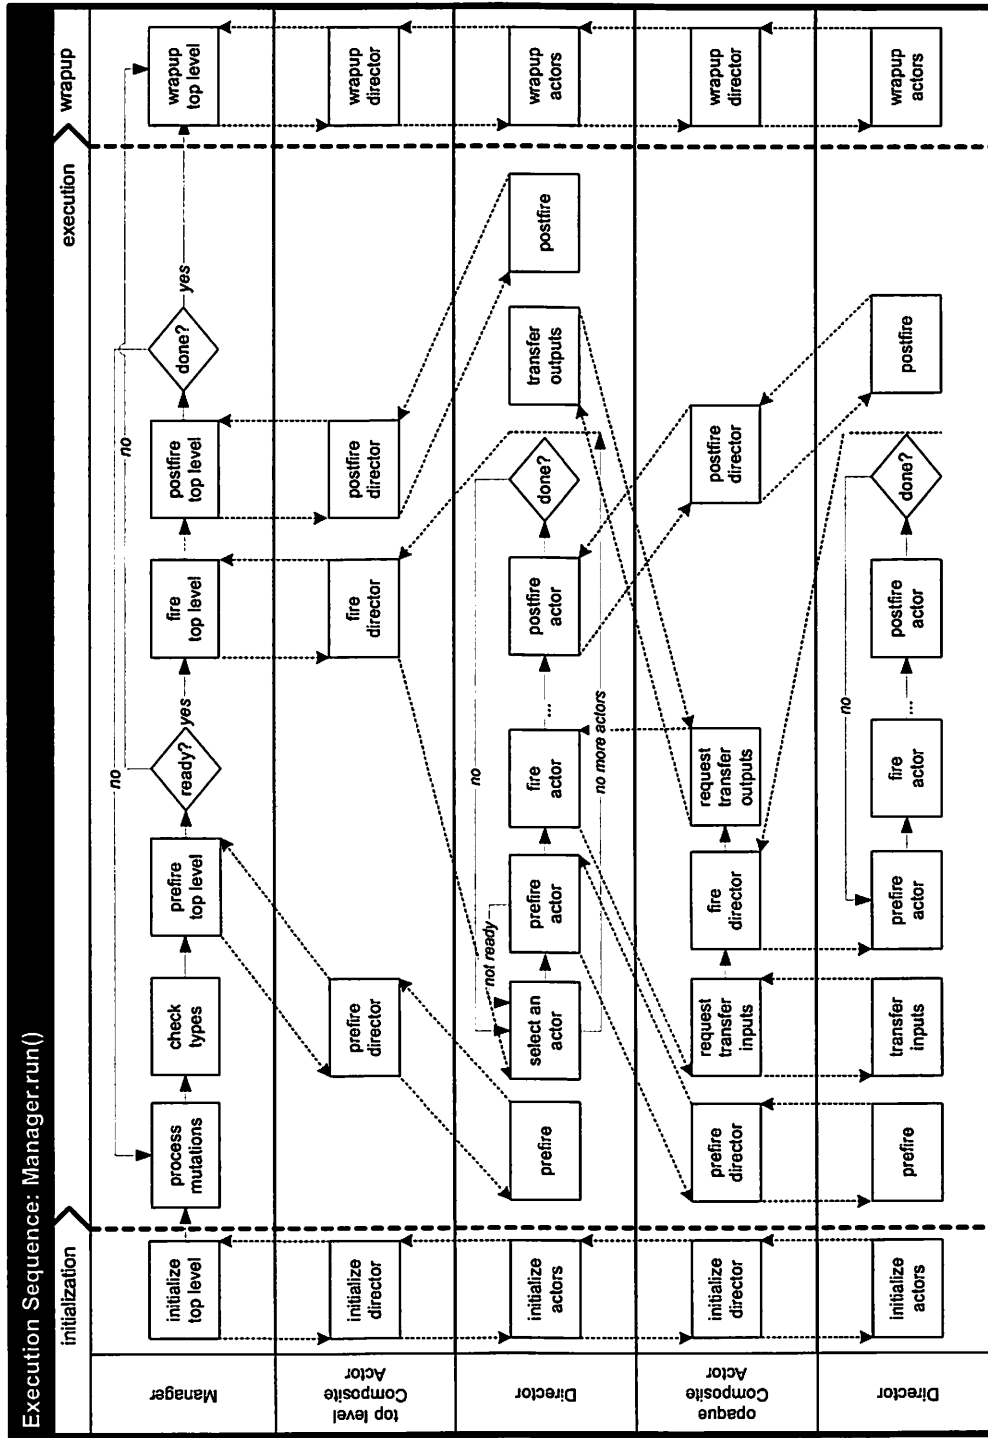 Execution Sequence: Manager.run()
initialization
execution
wrapup
Manager
initialize
top level
process
mutations
check
types
prefire
top level
ready?
yes
no
fire
top level
postfire
top level
done?
yes
no
wrapup
top level
top level
Composite
Actor
initialize
director
prefire
director
fire
director
postfire
director
wrapup
director
Director
initialize
actors
prefire
select an
actor
not ready
prefire
actor
fire
actor
...
postfire
actor
done?
no
no more actors
transfer
outputs
postfire
wrapup
actors
opaque
Composite
Actor
initialize
director
prefire
director
request
transfer
inputs
fire
director
request
transfer
outputs
postfire
director
wrapup
director
Director
initialize
actors
prefire
transfer
inputs
prefire
actor
fire
actor
...
postfire
actor
done?
no
postfire
wrapup
actors